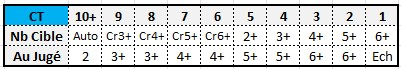 CT 10+ 9 8 7 6 5 4 3 2 1
Nb Cible Auto Cr3+ Cr4+ Cr5+ Cr6+ 2+ 3+ 4+ 5+ 6+
Au Jugé 2 3+ 3+ 4+ 4+ 5+ 5+ 6+ 6+ Ech